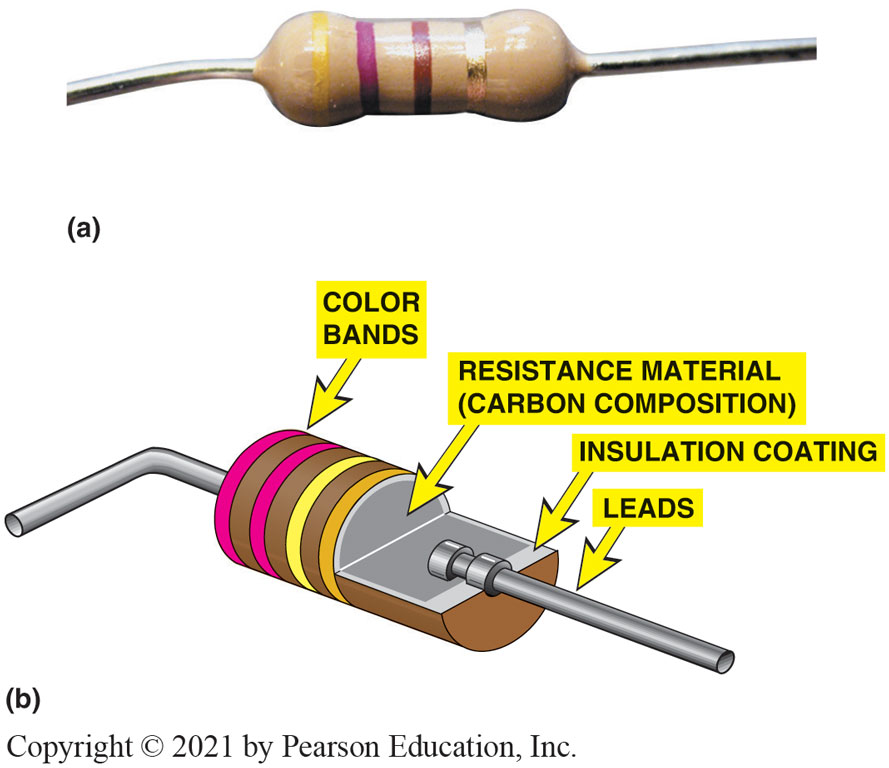 (a)
COLOR
BANDS
RESISTANCE MATERIAL
(CARBON COMPOSITION)
INSULATION COATING
LEADS
(b)
Copyright © 2021 by Pearson Education, Inc.